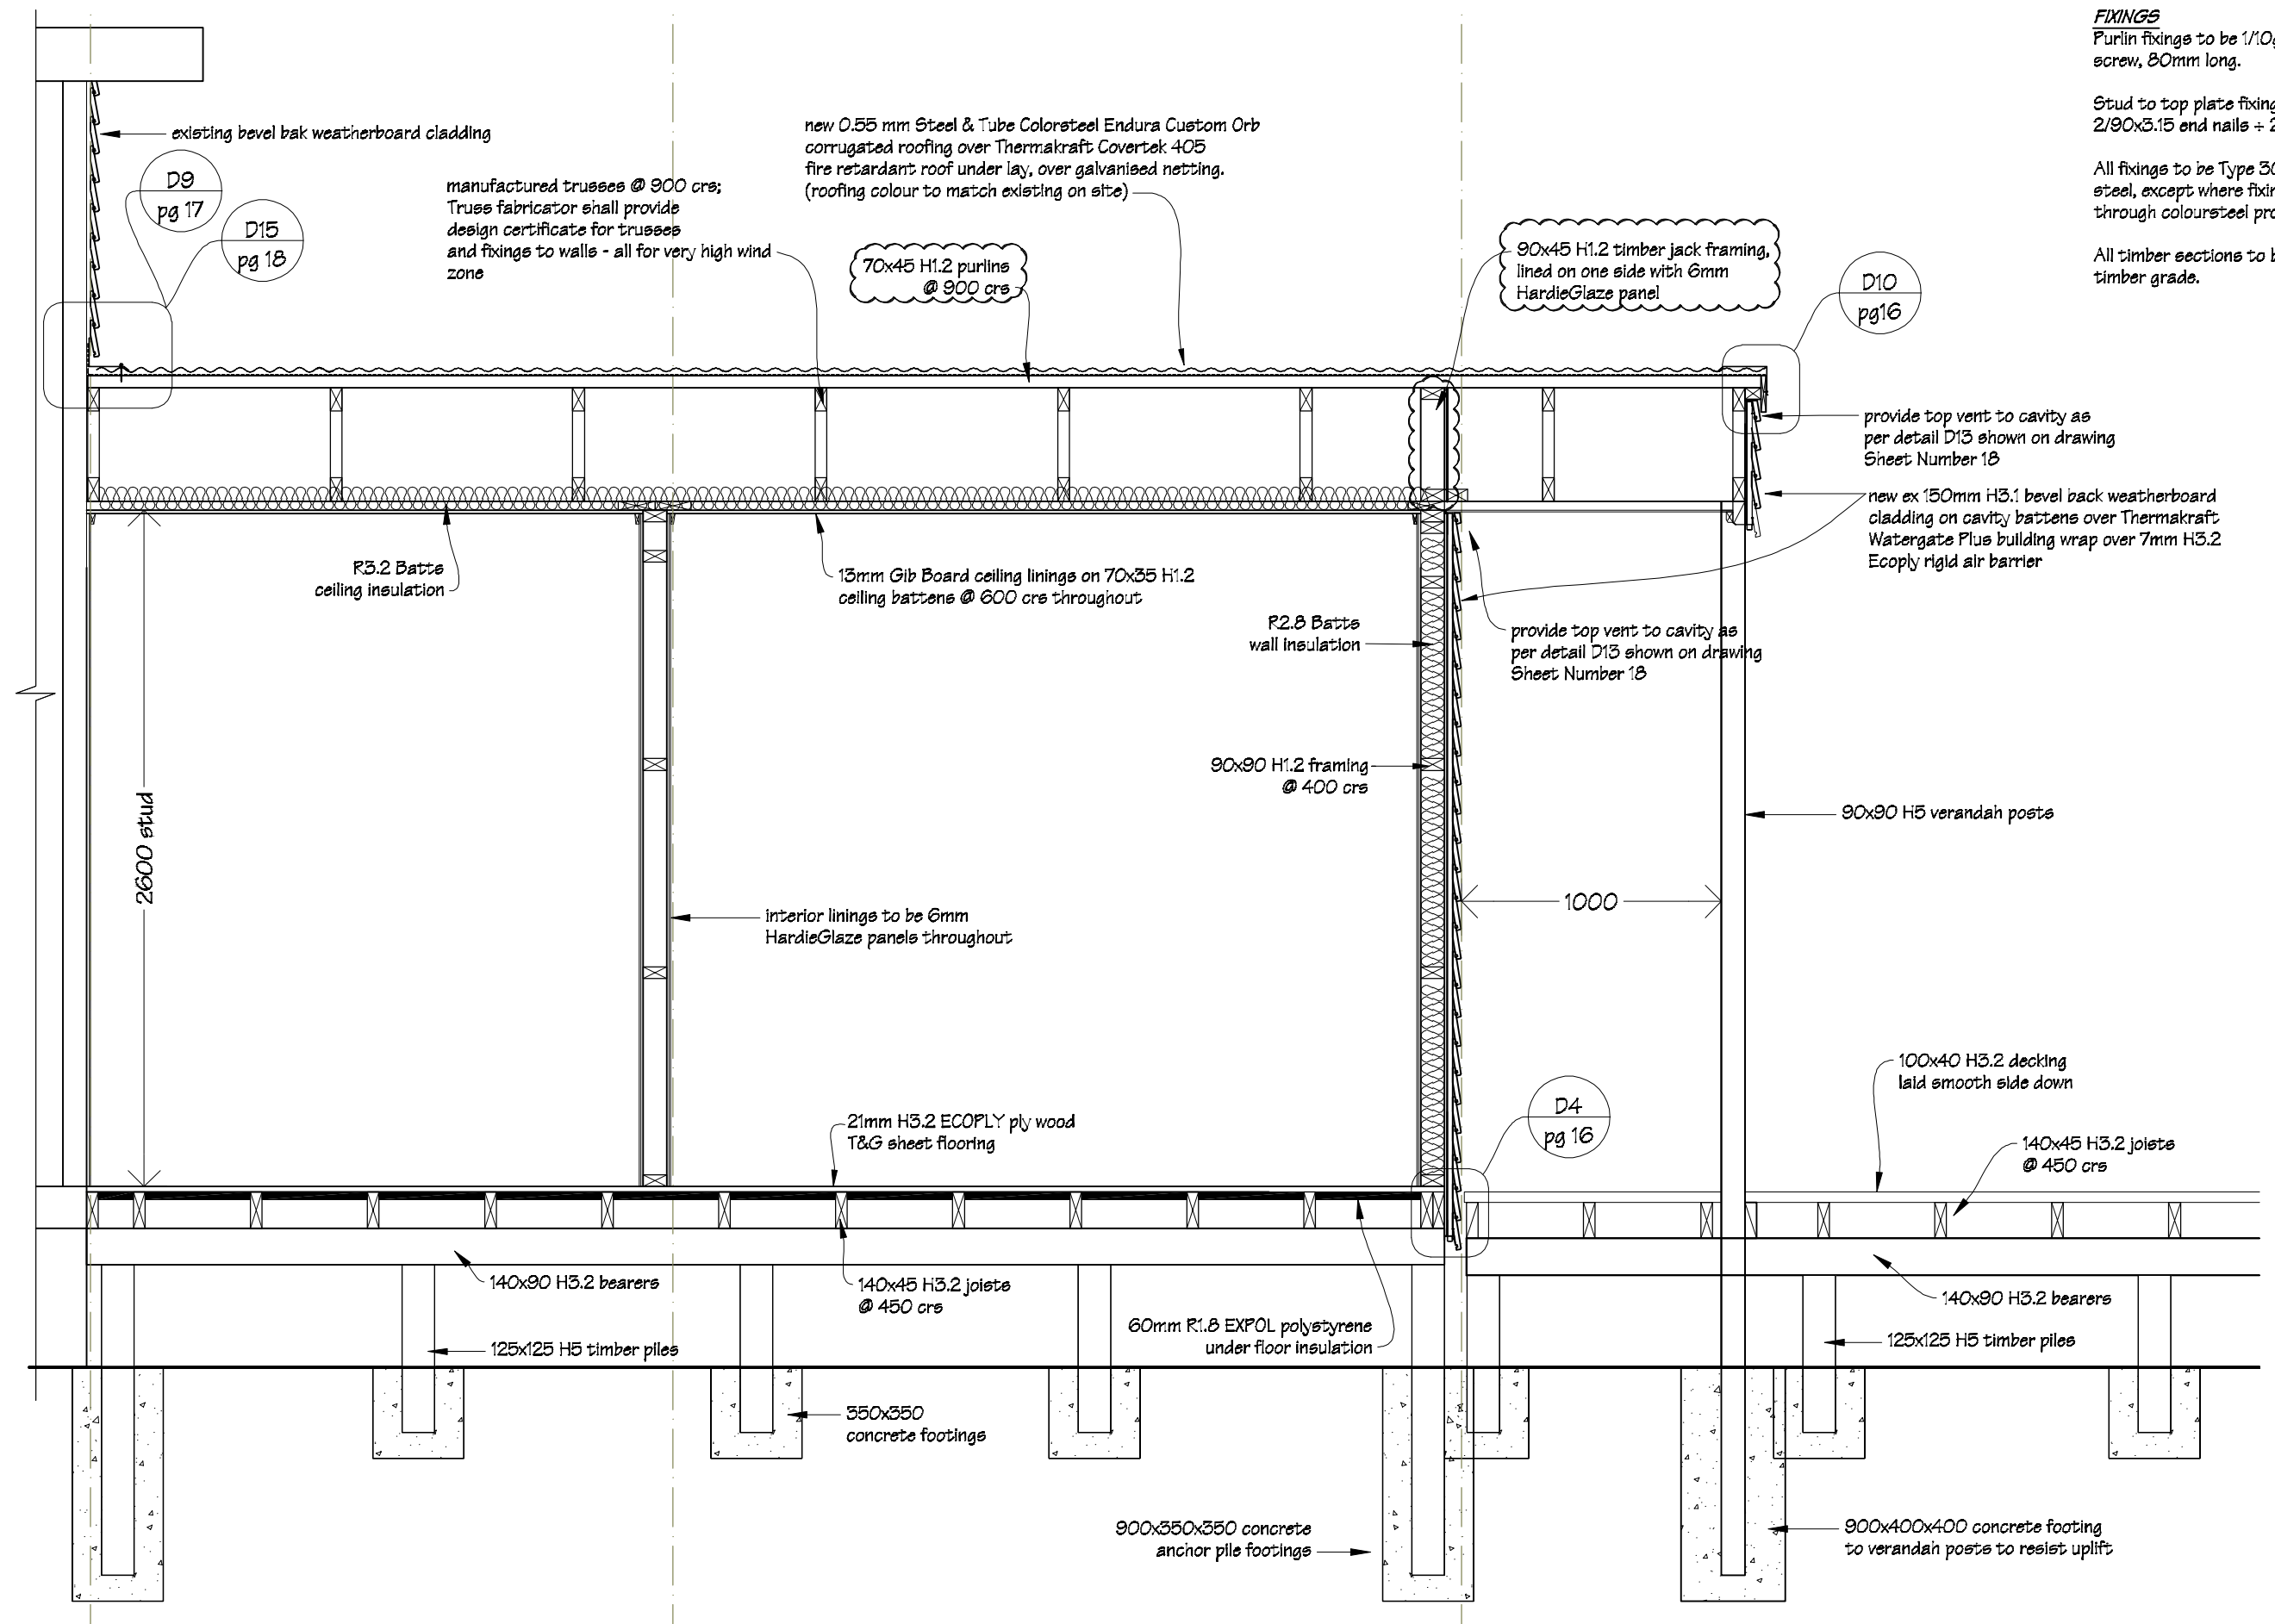 FIXINGS
Purlin fixings to be 1/10g
screw, 80mm long.
Stud to top plate fixing
2/90x3.15 end nails + 2
All fixings to be Type 30
steel, except where fixin
through coloursteel pro
All timber sections to b
timber grade.
existing bevel bak weatherboard cladding
D9
pg 17
D15
pg 18
manufactured trusses @ 900 crs;
Truss fabricator shall provide
design certificate for trusses
and fixings to walls - all for very high wind
zone
new 0.55 mm Steel & Tube Colorsteel Endura Custom Orb
corrugated roofing over Thermakraft Covertek 405
fire retardant roof under lay, over galvanised netting.
(roofing colour to match existing on site)
70x45 H1.2 purlins
@ 900 crs
90x45 H1.2 timber jack framing,
lined on one side with 6mm
HardieGlaze panel
D10
pg16
provide top vent to cavity as
per detail D13 shown on drawing
Sheet Number 18
new ex 150mm H3.1 bevel back weatherboard
cladding on cavity battens over Thermakraft
Watergate Plus building wrap over 7mm H3.2
Ecoply rigid air barrier
R3.2 Batts
ceiling insulation
13mm Gib Board ceiling linings on 70x35 H1.2
ceiling battens @ 600 crs throughout
R2.8 Batts
wall insulation
provide top vent to cavity as
per detail D13 shown on drawing
Sheet Number 18
90x90 H1.2 framing
@ 400 crs
2600 stud
90x90 H5 verandah posts
1000
interior linings to be 6mm
HardieGlaze panels throughout
100x40 H3.2 decking
laid smooth side down
D4
pg 16
21mm H3.2 ECOPLY ply wood
T&G sheet flooring
140x45 H3.2 joists
@ 450 crs
140x90 H3.2 bearers
140x45 H3.2 joists
@ 450 crs
140x90 H3.2 bearers
60mm R1.8 EXPOL polystyrene
under floor insulation
125x125 H5 timber piles
125x125 H5 timber piles
350x350
concrete footings
900x350x350 concrete
anchor pile footings
900x400x400 concrete footing
to verandah posts to resist uplift